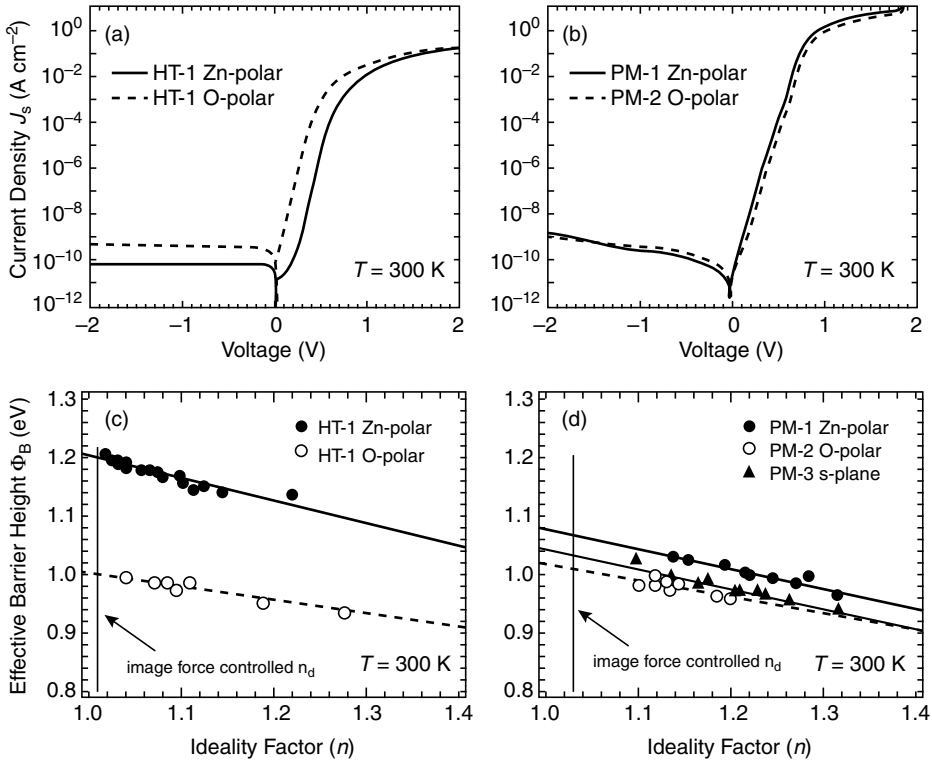 (a)
HT-1 Zn-polar
HT-1 O-polar
T = 300 K
Current Density Js (A cm−2)
10^0
10^−2
10^−4
10^−6
10^−8
10^−10
10^−12
−2
−1
0
1
2
Voltage (V)
(b)
PM-1 Zn-polar
PM-2 O-polar
T = 300 K
10^0
10^−2
10^−4
10^−6
10^−8
10^−10
10^−12
−2
−1
0
1
2
Voltage (V)
(c)
HT-1 Zn-polar
HT-1 O-polar
image force controlled nd
T = 300 K
Effective Barrier Height ΦB (eV)
1.3
1.2
1.1
1.0
0.9
0.8
1.0
1.1
1.2
1.3
1.4
Ideality Factor (n)
(d)
PM-1 Zn-polar
PM-2 O-polar
PM-3 s-plane
image force controlled nd
T = 300 K
1.3
1.2
1.1
1.0
0.9
0.8
1.0
1.1
1.2
1.3
1.4
Ideality Factor (n)